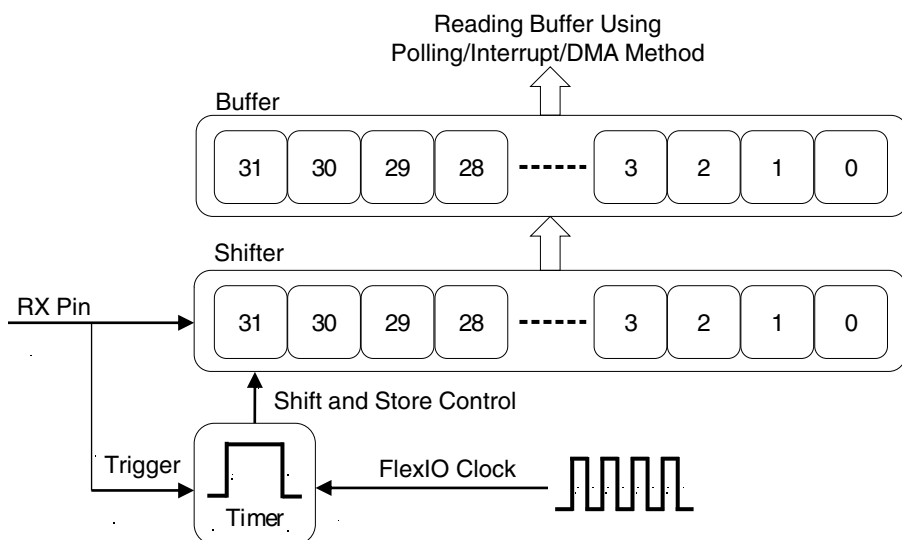 Reading Buffer Using
Polling/Interrupt/DMA Method
Buffer
31 30 29 28 3 2 1 0
Shifter
RX Pin
31 30 29 28 3 2 1 0
Shift and Store Control
Trigger
FlexIO Clock
Timer